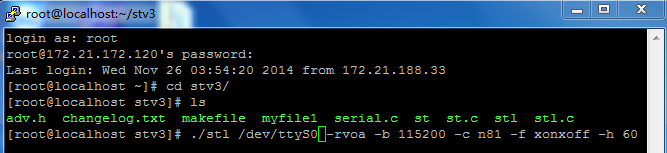 root@localhost:~/stv3
login as: root
root@172.21.172.120's password:
Last login: Wed Nov 26 03:54:20 2014 from 172.21.188.33
[root@localhost ~]# cd stv3/
[root@localhost stv3]# ls
adv.h  changelog.txt  makefile  myfile1  serial.c  st  st.c  stl  stl.c
[root@localhost stv3]# ./stl /dev/ttyS0 -rvoa -b 115200 -c n81 -f xonxoff -h 60